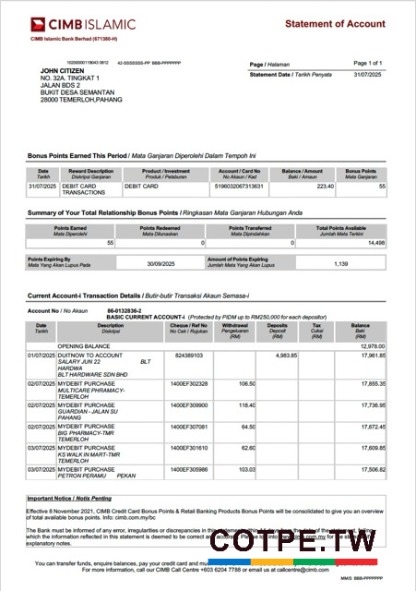 CIMB ISLAMIC
Statement of Account
CIMB Islamic Bank Berhad (671380-H)
Page / Halaman Page 1 of 1
Statement Date / Tarikh Penyata 31/07/2025
JOHN CITIZEN
NO. 32A. TINGKAT 1
JALAN BDS 2
BUKIT DESA SEMANTAN
28000 TEMERLOH,PAHANG
Bonus Points Earned This Period / Mata Ganjaran Diperolehi Dalam Tempoh Ini
Date Reward Description Product / Investment Account / Card No Balance / Amount Bonus Points
Tarikh Diskripsi Ganjaran Produk / Pelaburan No Akaun / Kad Baki / Amaun Mata Ganjaran
31/07/2025 DEBIT CARD DEBIT CARD 5196032067313631 223.40 55
TRANSACTIONS
Summary of Your Total Relationship Bonus Points / Ringkasan Mata Ganjaran Hubungan Anda
Points Earned Points Redeemed Points Transferred Total Points Available
Mata Diperolehi Mata Ditunaikan Mata Dipindahkan Jumlah Mata Terkini
55 0 0 14,498
Points Expiring By 30/09/2025 Amount of Points Expiring 1,139
Mata Yang Akan Lupus Pada Jumlah Mata Yang Akan Lupus
Current Account-i Transaction Details / Butir-butir Transaksi Akaun Semasa-i
Account No / No Akaun 86-0132836-2
BASIC CURRENT ACCOUNT-i (Protected by PIDM up to RM250,000 for each depositor)
Date Description Cheque / Ref No Withdrawal Deposits Tax Balance
Tarikh Diskripsi No Cek / Rujukan Pengeluaran Deposit Cukai Baki
(RM) (RM) (RM) (RM)
OPENING BALANCE 12,978.00
01/07/2025 DUITNOW TO ACCOUNT 824389103 4,983.85 17,961.85
SALARY JUN 22 BLT
HARDWA
BLT HARDWARE SDN BHD
02/07/2025 MYDEBIT PURCHASE 1400EF302328 106.50 17,855.35
MULTICARE PHRAMACY-
TEMERLOH
02/07/2025 MYDEBIT PURCHASE 1400EF309900 118.40 17,736.95
GUARDIAN - JALAN SU
PAHANG
02/07/2025 MYDEBIT PURCHASE 1400EF307081 64.50 17,672.45
BIG PHARMACY-TMR
TEMERLOH
03/07/2025 MYDEBIT PURCHASE 1400EF301610 62.60 17,609.85
KS WALK IN MART-TMR
TEMERLOH
03/07/2025 MYDEBIT PURCHASE 1400EF305986 103.03 17,506.82
PETRON PERAMU PEKAN
Important Notice / Notis Penting
Effective 8 November 2021, CIMB Credit Card Bonus Points & Retail Banking Products Bonus Points will be consolidated to give you an overview
of total available bonus points. Info: cimb.com.my/bc
The Bank must be informed of any error, irregularities or discrepancies in this
which the information reflected in this statement is deemed to be correct
explanatory notes.
COTPE.TW
You can transfer funds, enquire balances, pay your credit card and
For more information, call our CIMB Call Centre +603 6204 7788 or email us at callcentre@cimb.com